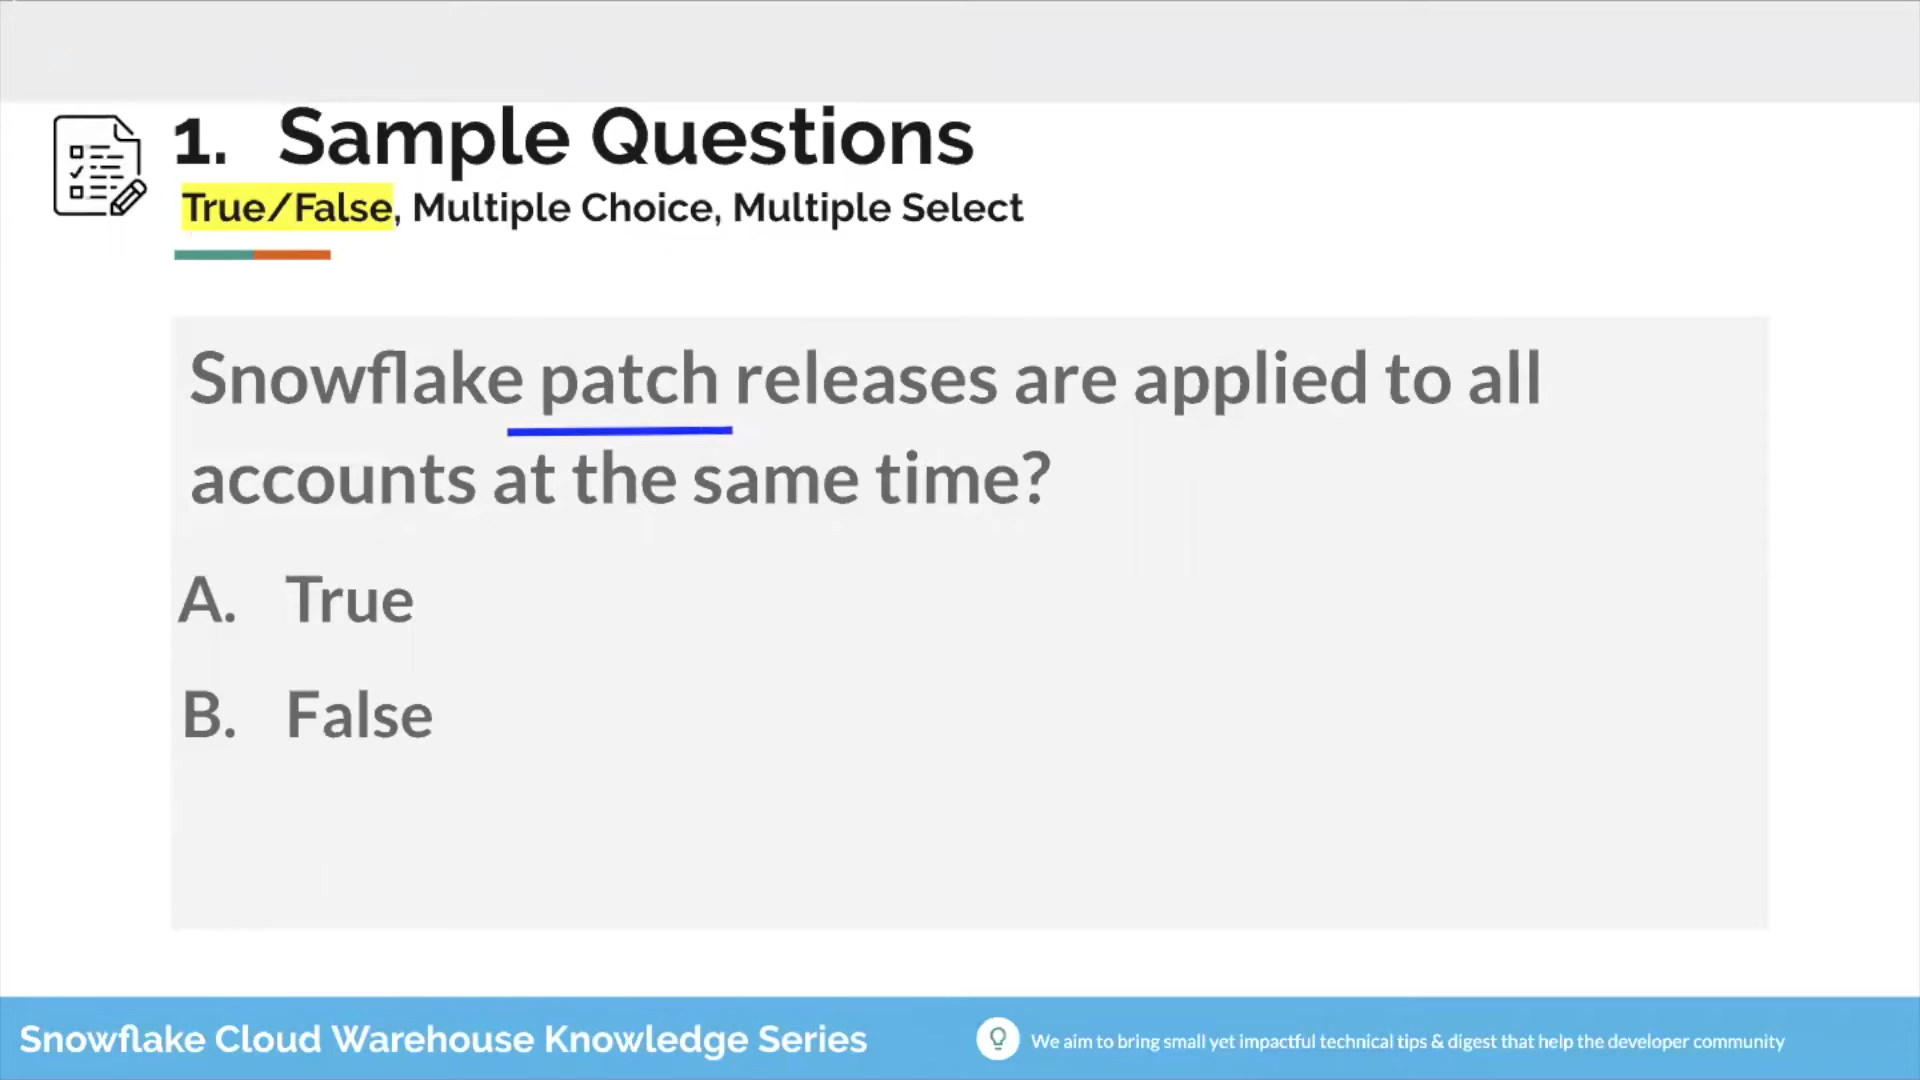 1. Sample Questions
True/False, Multiple Choice, Multiple Select
Snowflake patch releases are applied to all
accounts at the same time?
A. True
B. False
Snowflake Cloud Warehouse Knowledge Series
We aim to bring small yet impactful technical tips & digest that help the developer community